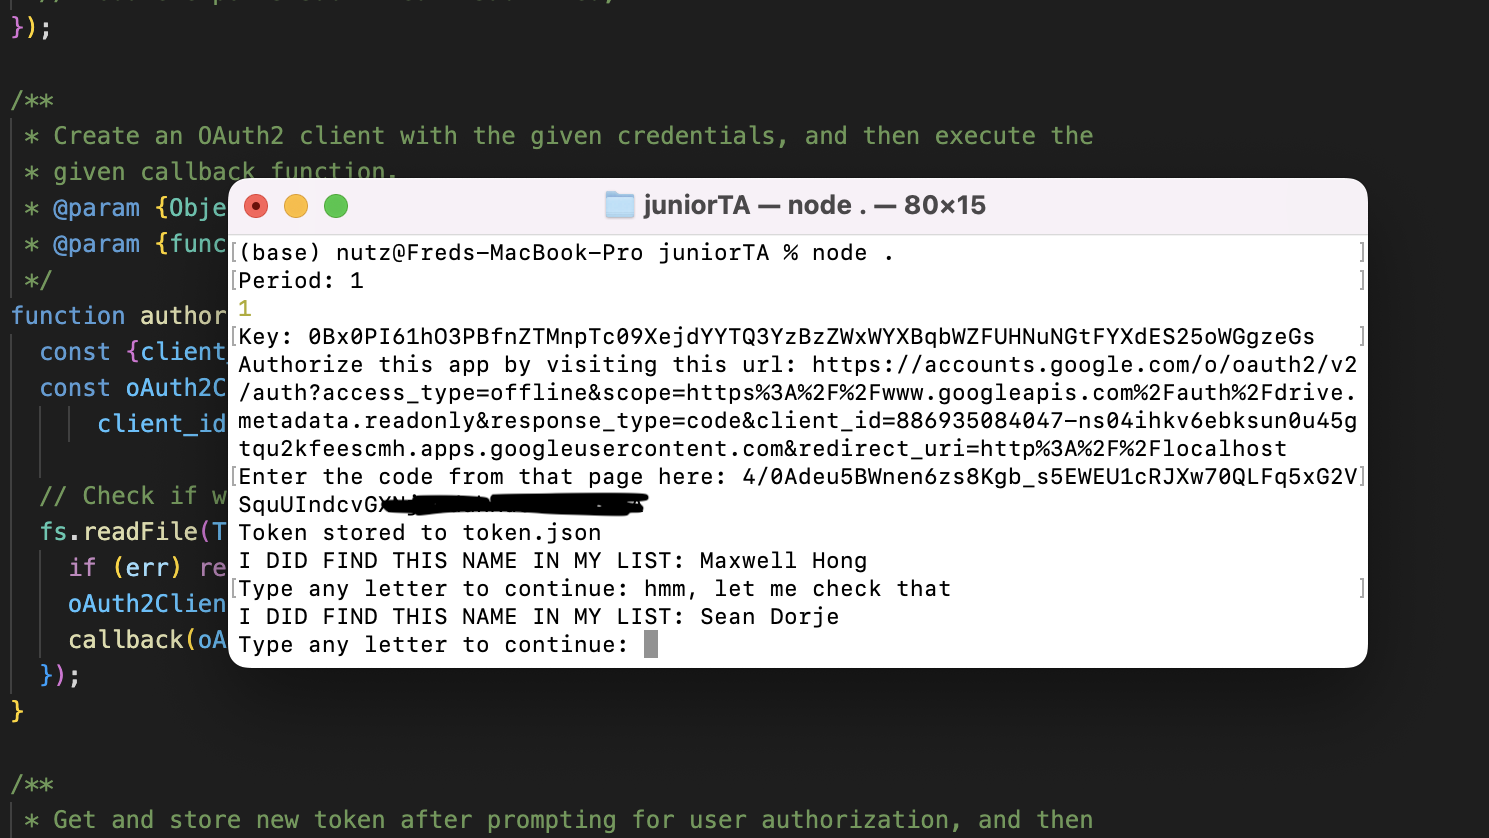 });
/**
* Create an OAuth2 client with the given credentials, and then execute the
* given callback function.
* @param {Obje
* @param {func
*/
function author
const {client_
const oAuth2C
client_id
// Check if w
fs.readFile(T
if (err) re
oAuth2Clien
callback(oA
});
}
/**
* Get and store new token after prompting for user authorization, and then
juniorTA — node . — 80×15
(base) nutz@Freds-MacBook-Pro juniorTA % node .
Period: 1
1
Key: 0Bx0PI61hO3PBfnZTMnpTc09XejdYYTQ3YzBzZWxWYXBqbWZFUHNuNGtFYXdES25oWGgzeGs
Authorize this app by visiting this url: https://accounts.google.com/o/oauth2/v2
/auth?access_type=offline&scope=https%3A%2F%2Fwww.googleapis.com%2Fauth%2Fdrive.
metadata.readonly&response_type=code&client_id=886935084047-ns04ihkv6ebksun0u45g
tqu2kfeescmh.apps.googleusercontent.com&redirect_uri=http%3A%2F%2Flocalhost
Enter the code from that page here: 4/0Adeu5BWnen6zs8Kgb_s5EWEU1cRJXw70QLFq5xG2V
SquUIndcvGX
Token stored to token.json
I DID FIND THIS NAME IN MY LIST: Maxwell Hong
Type any letter to continue: hmm, let me check that
I DID FIND THIS NAME IN MY LIST: Sean Dorje
Type any letter to continue: